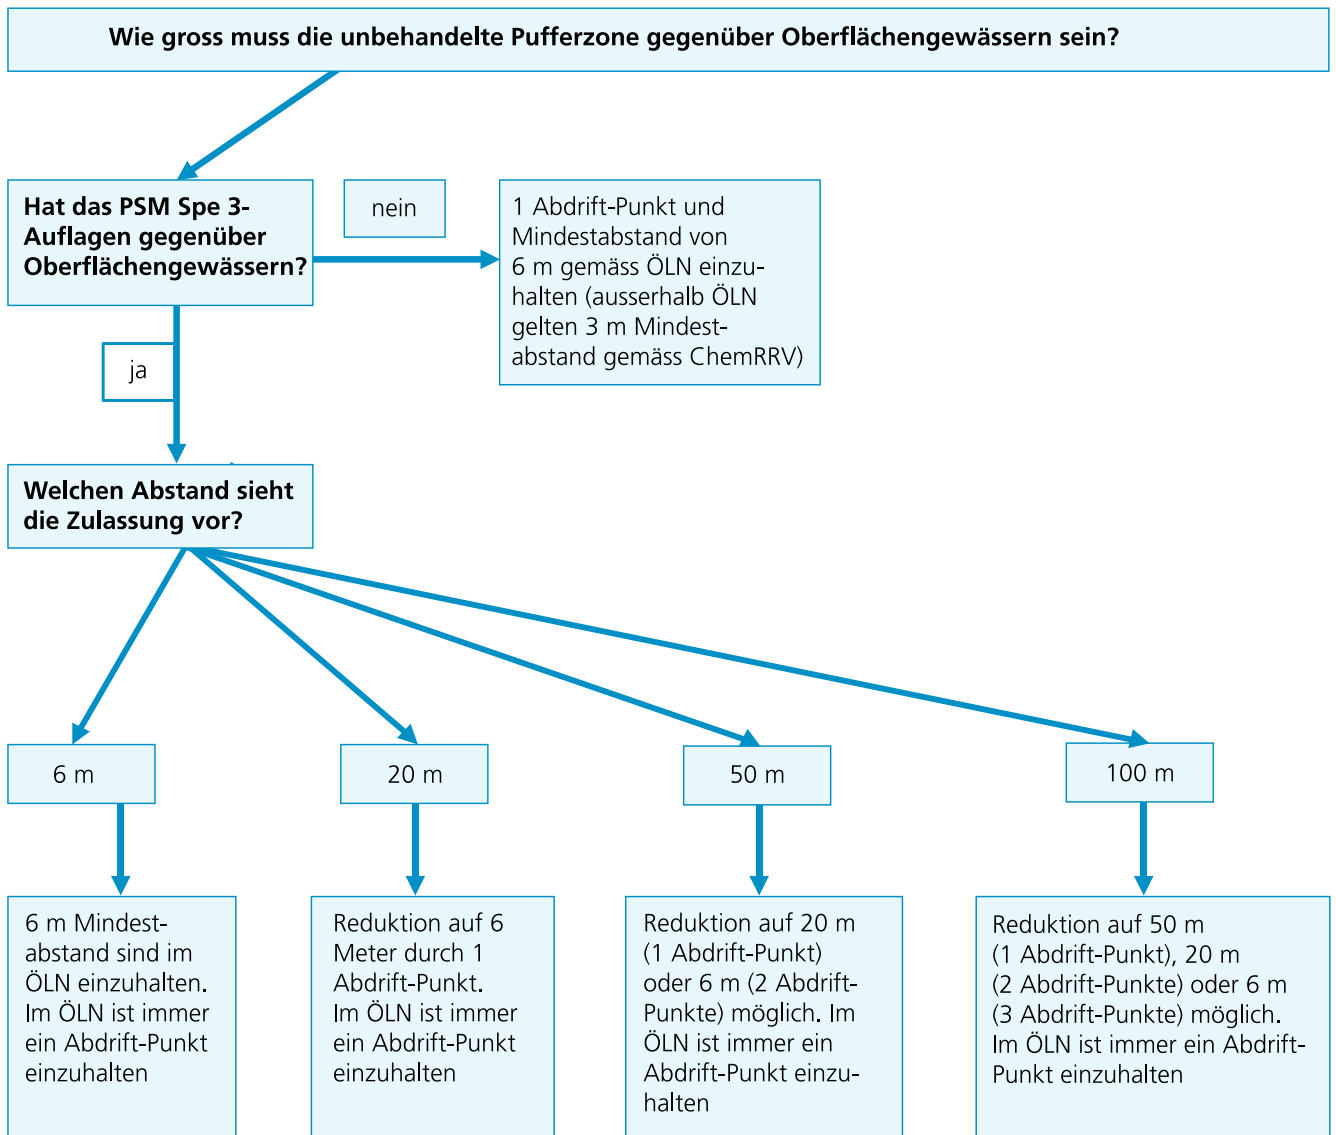 Wie gross muss die unbehandelte Pufferzone gegenüber Oberflächengewässern sein?
Hat das PSM Spe 3-
Auflagen gegenüber
Oberflächengewässern?
nein
1 Abdrift-Punkt und
Mindestabstand von
6 m gemäss ÖLN einzu-
halten (ausserhalb ÖLN
gelten 3 m Mindest-
abstand gemäss ChemRRV)
ja
Welchen Abstand sieht
die Zulassung vor?
6 m
20 m
50 m
100 m
6 m Mindest-
abstand sind im
ÖLN einzuhalten.
Im ÖLN ist immer
ein Abdrift-Punkt
einzuhalten
Reduktion auf 6
Meter durch 1
Abdrift-Punkt.
Im ÖLN ist immer
ein Abdrift-Punkt
einzuhalten
Reduktion auf 20 m
(1 Abdrift-Punkt)
oder 6 m (2 Abdrift-
Punkte) möglich. Im
ÖLN ist immer ein
Abdrift-Punkt einzu-
halten
Reduktion auf 50 m
(1 Abdrift-Punkt), 20 m
(2 Abdrift-Punkte) oder 6 m
(3 Abdrift-Punkte) möglich.
Im ÖLN ist immer ein Abdrift-
Punkt einzuhalten